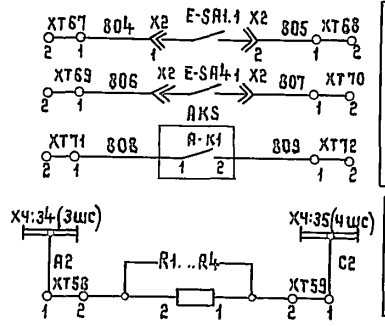 XT67 804 X2 E-SA1.1 X2 805 XT68
2 1 1 2 1 2
XT69 806 X2 E-SA4.1 X2 807 XT70
2 1 1 2 1 2
AKS
XT71 808 A-K1 809 XT72
2 1 1 2 1 2
X4:34(3шс) X4:35(4шс)
A2 R1...R4 C2
XT58 XT59
1 2 2 1 2 1